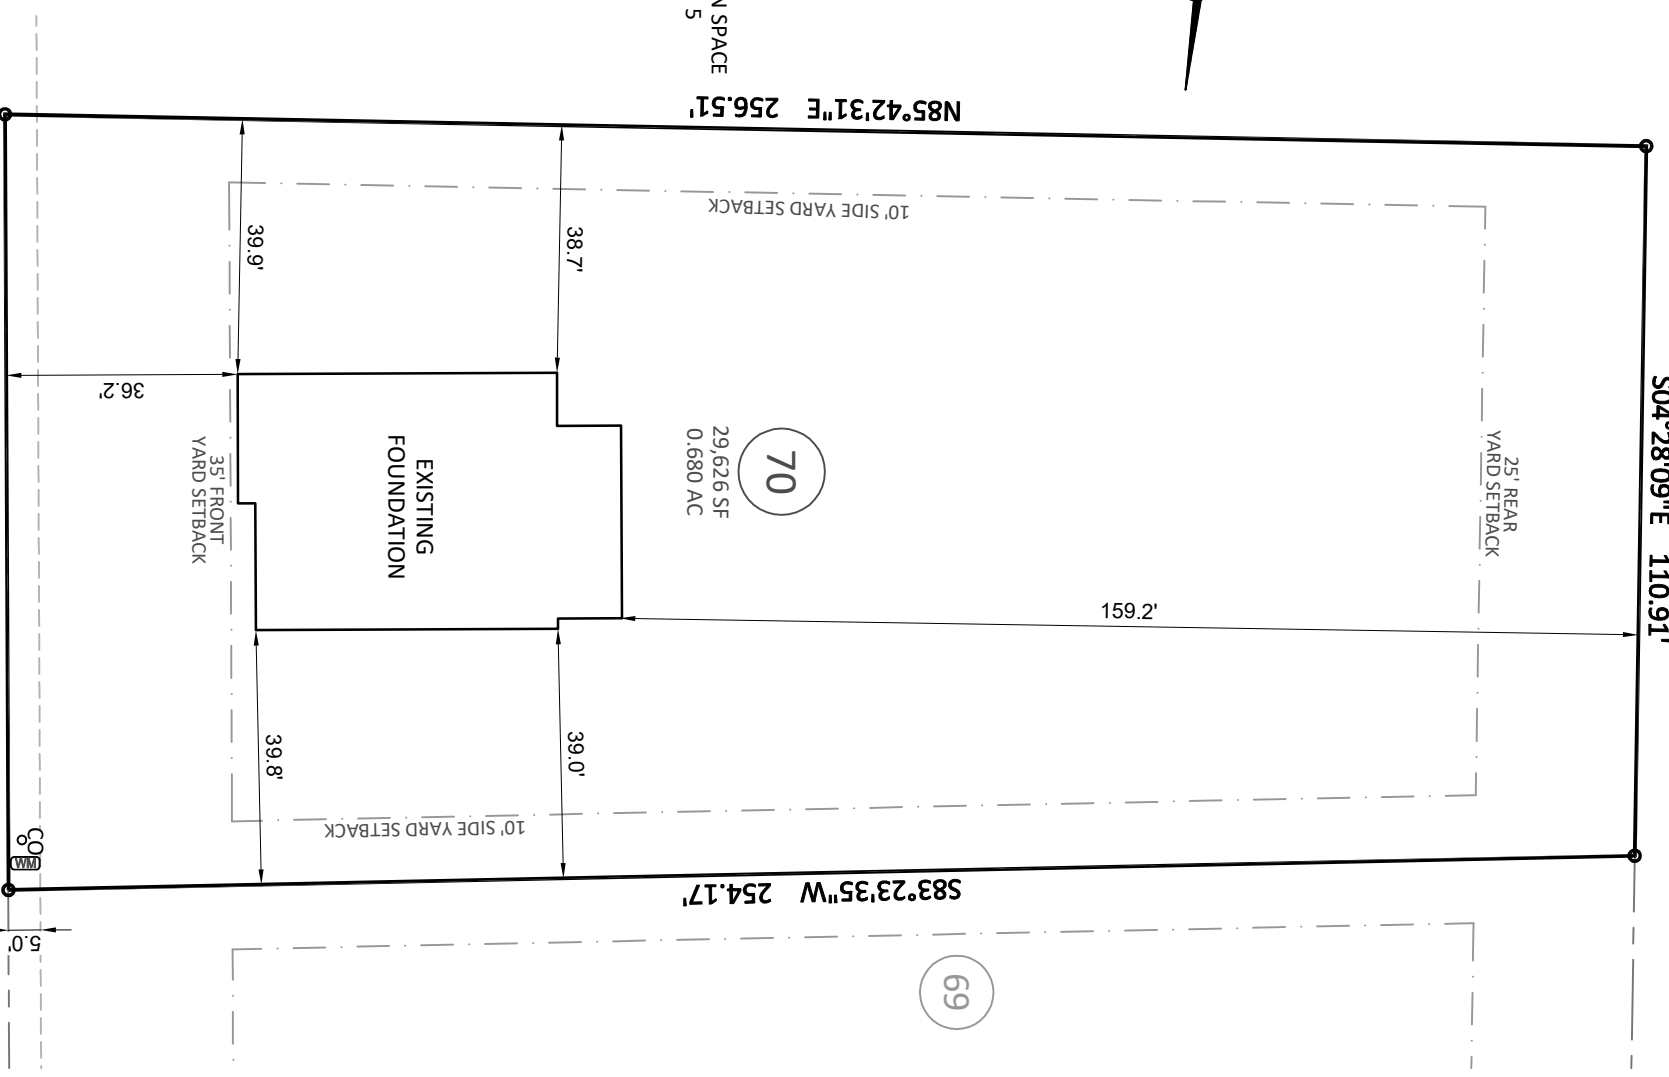 N SPACE
5
N85°42'31"E 256.51'
10' SIDE YARD SETBACK
39.9'
38.7'
36.2'
EXISTING
FOUNDATION
35' FRONT
YARD SETBACK
70
29,626 SF
0.680 AC
25' REAR
YARD SETBACK
S04°28'09"E 110.91'
159.2'
39.8'
39.0'
10' SIDE YARD SETBACK
CO
WM
S83°23'35"W 254.17'
5.0'
69